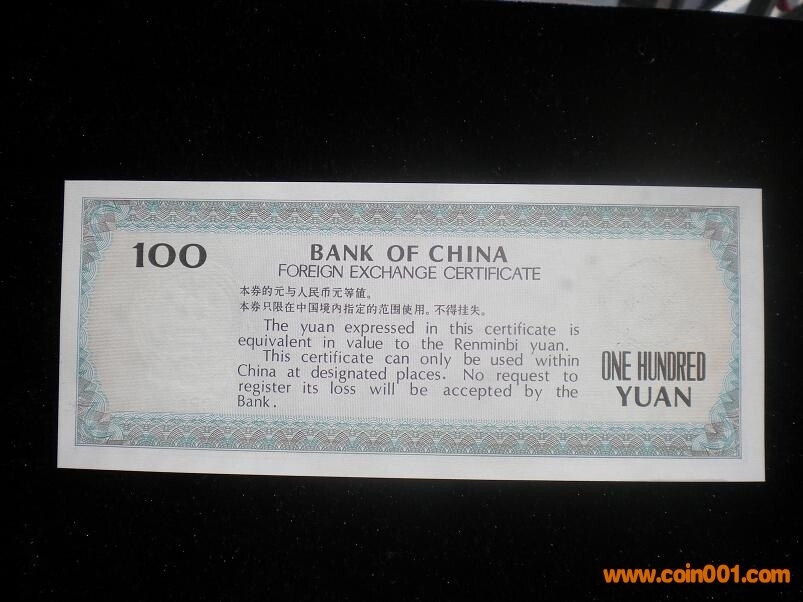 100
BANK OF CHINA
FOREIGN EXCHANGE CERTIFICATE
本券的元与人民币元等值。
本券只限在中国境内指定的范围使用。不得挂失。
The yuan expressed in this certificate is
equivalent in value to the Renminbi yuan.
This certificate can only be used within
China at designated places. No request to
register its loss will be accepted by the
Bank.
ONE HUNDRED
YUAN
www.coin001.com